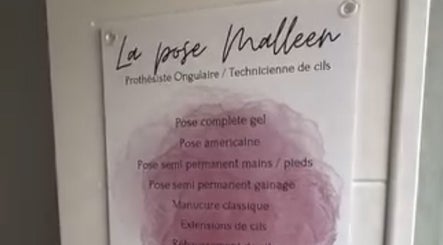 La pose Malleen
Prothésiste Ongulaire / Technicienne de cils
Pose complète gel
Pose américaine
Pose semi permanent mains / pieds
Pose semi permanent gainage
Manucure classique
Extensions de cils